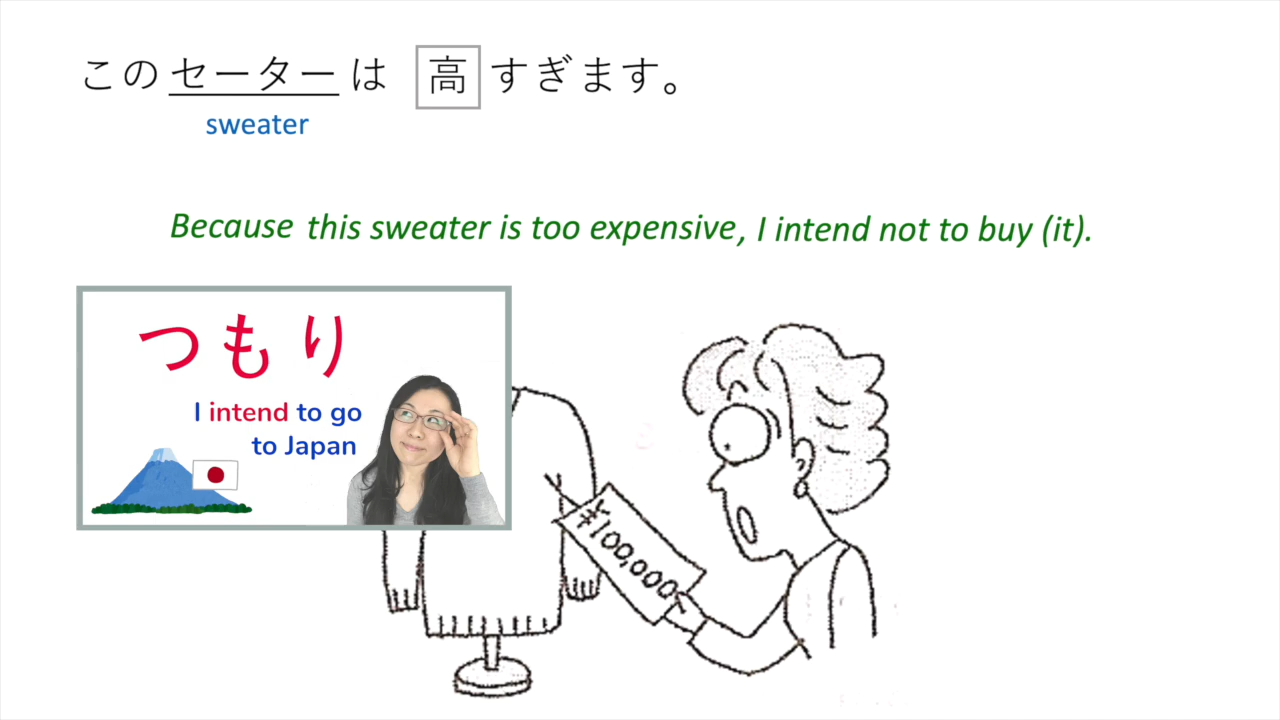 このセーターは 高すぎます。
sweater
Because this sweater is too expensive, I intend not to buy (it).
つもり
I intend to go
to Japan
¥100,000